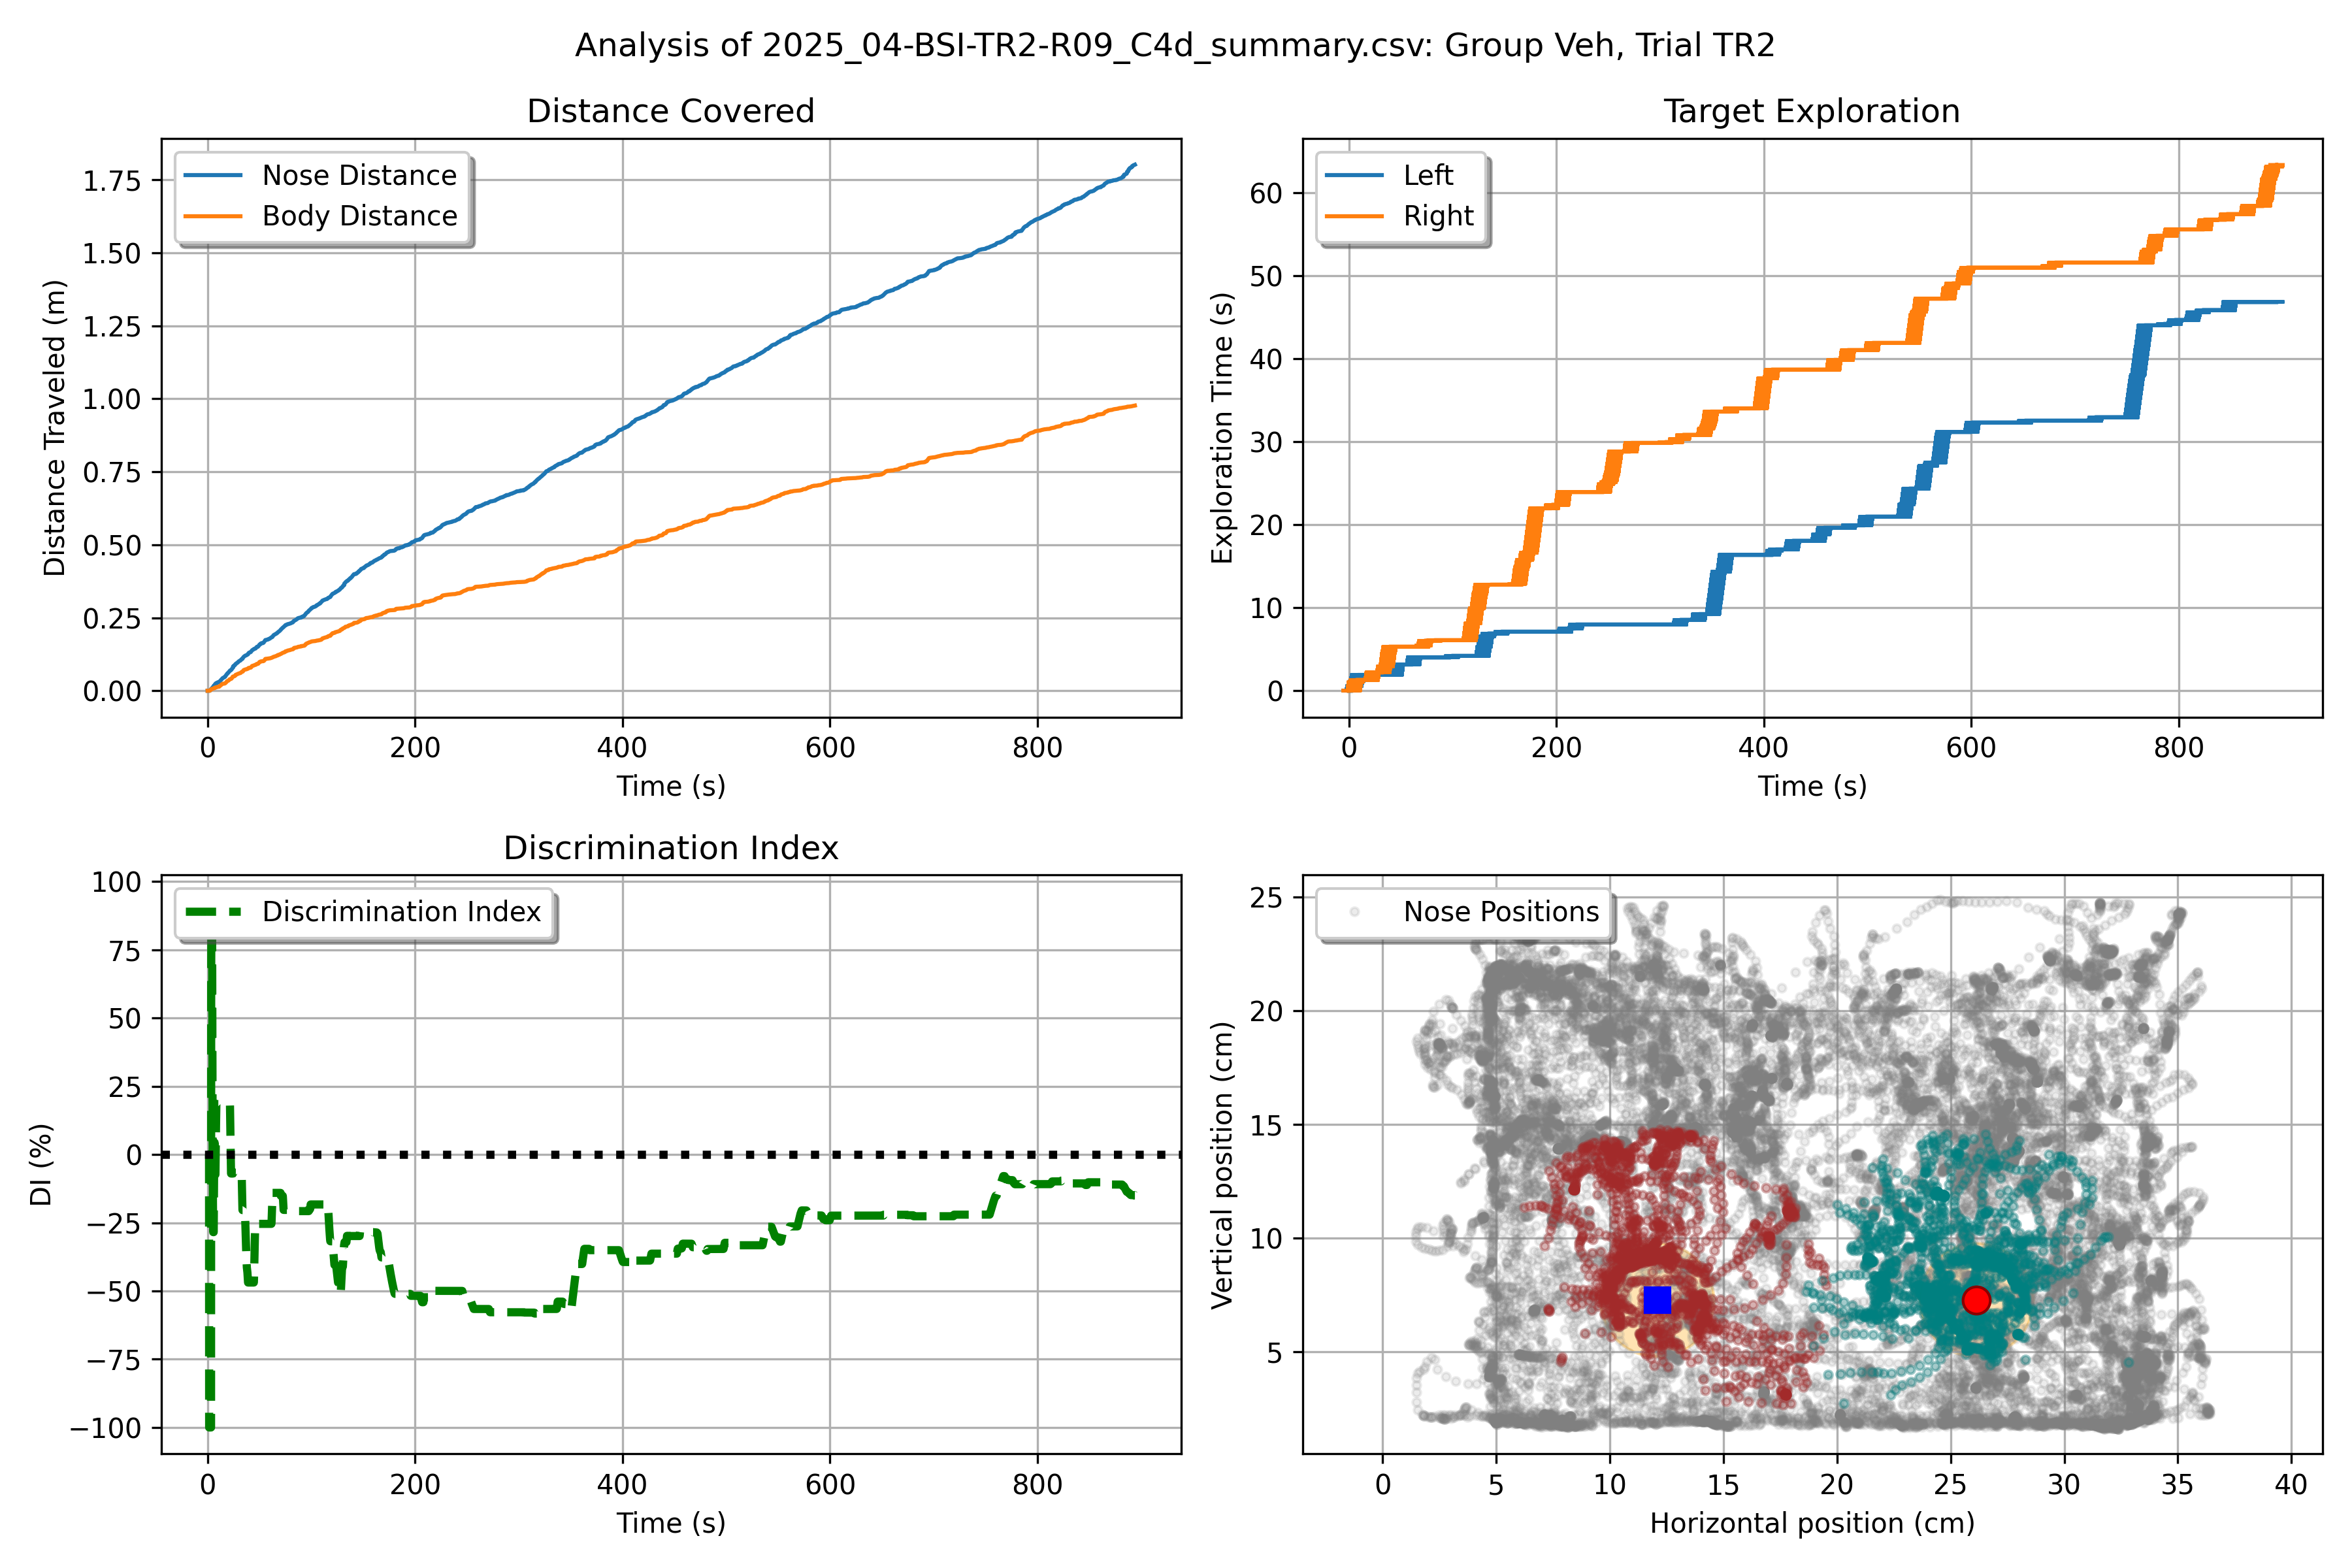 Analysis of 2025_04-BSI-TR2-R09_C4d_summary.csv: Group Veh, Trial TR2
Distance Covered
Nose Distance
Body Distance
Distance Traveled (m)
1.75
1.50
1.25
1.00
0.75
0.50
0.25
0.00
0 200 400 600 800
Time (s)
Target Exploration
Left
Right
Exploration Time (s)
60
50
40
30
20
10
0
0 200 400 600 800
Time (s)
Discrimination Index
Discrimination Index
DI (%)
100
75
50
25
0
−25
−50
−75
−100
0 200 400 600 800
Time (s)
Nose Positions
Vertical position (cm)
25
20
15
10
5
0 5 10 15 20 25 30 35 40
Horizontal position (cm)